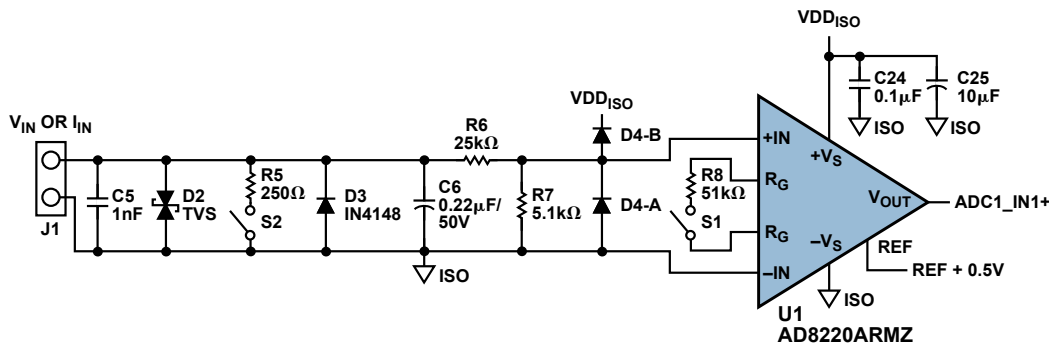 VDDISO
C24
0.1µF
C25
10µF
ISO
ISO
VIN OR IIN
J1
C5
1nF
D2
TVS
R5
250Ω
S2
D3
IN4148
C6
0.22µF/
50V
ISO
R6
25kΩ
R7
5.1kΩ
VDDISO
D4-B
D4-A
R8
51kΩ
S1
+IN
RG
RG
–IN
+VS
–VS
VOUT
ADC1_IN1+
REF
REF + 0.5V
ISO
U1
AD8220ARMZ